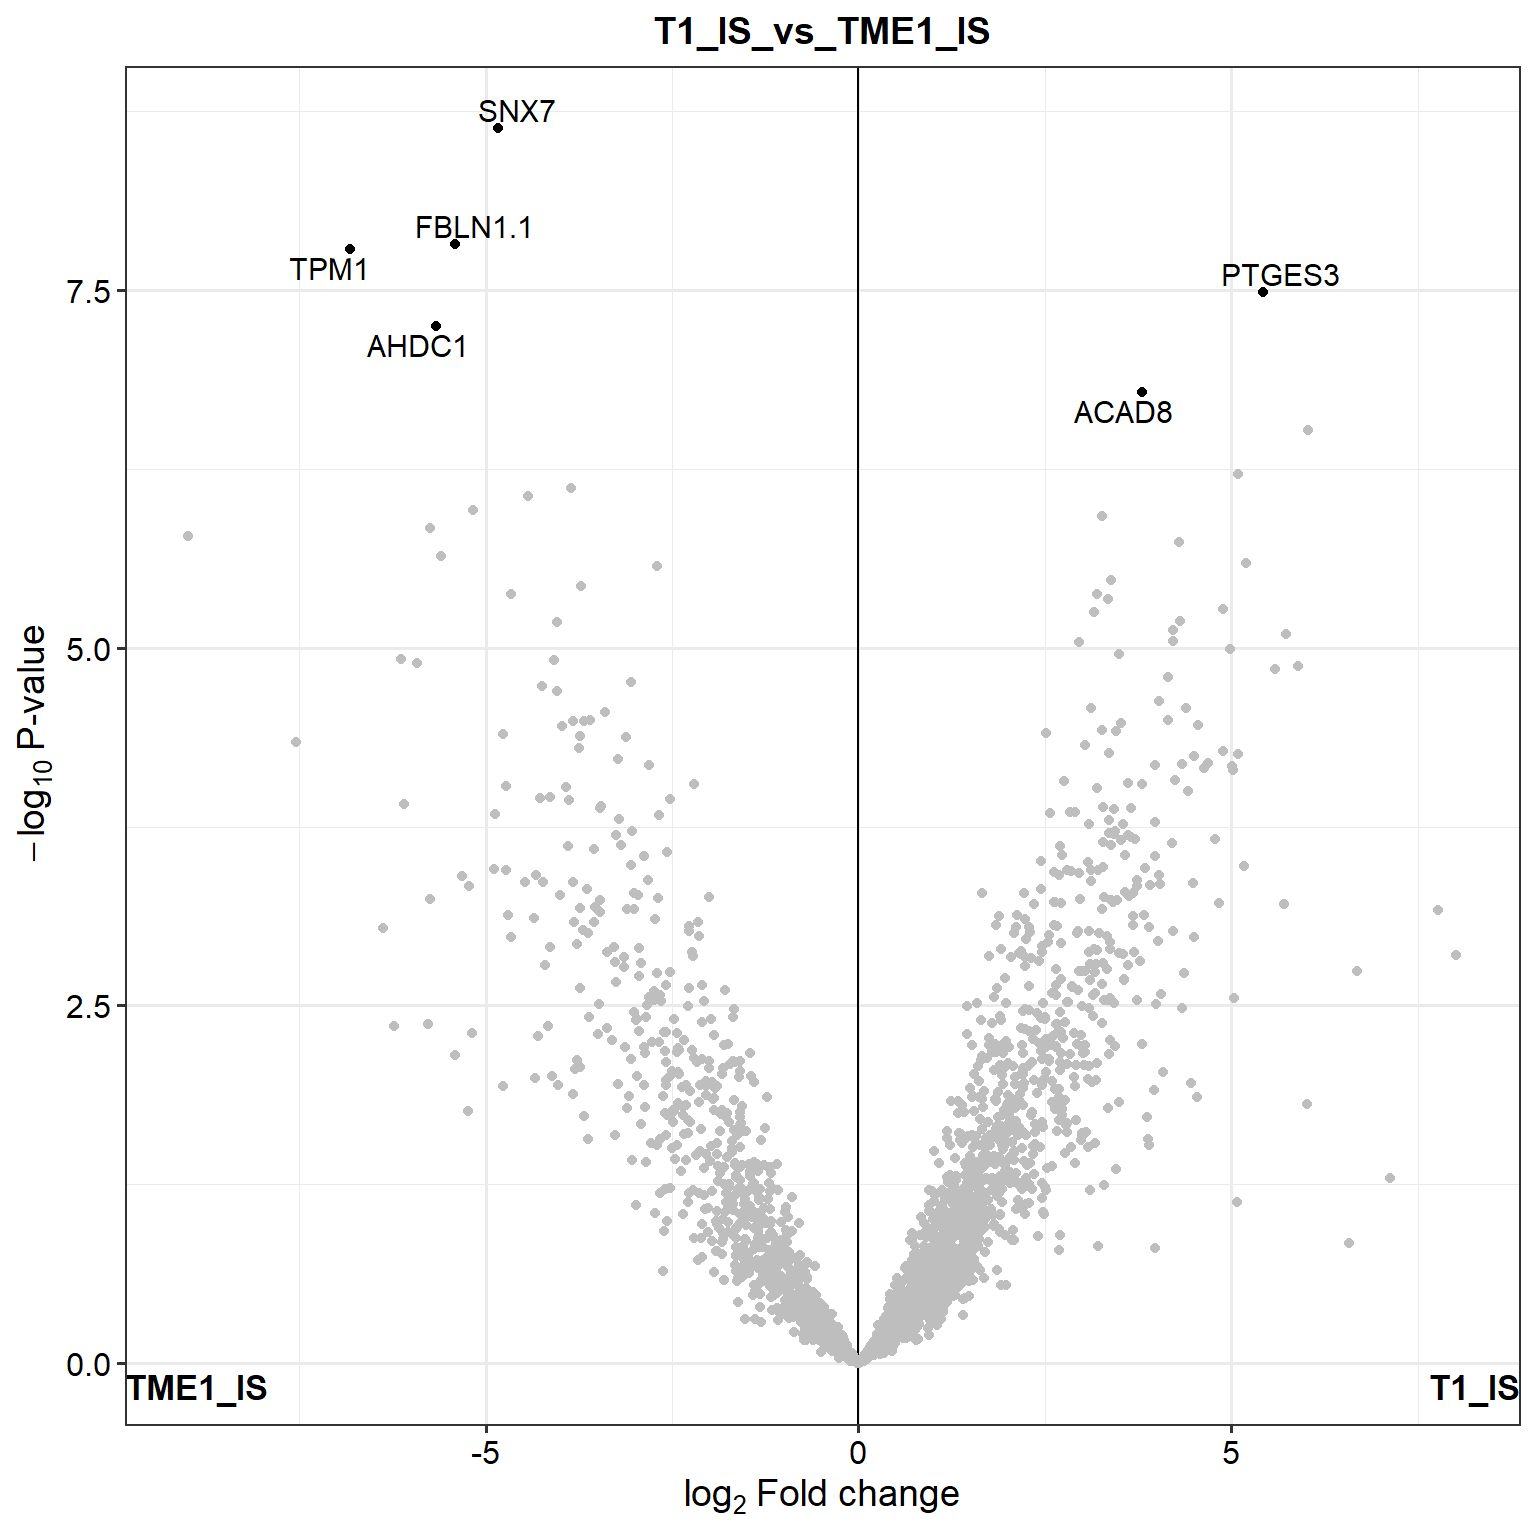 T1_IS_vs_TME1_IS
SNX7
FBLN1.1
TPM1
PTGES3
AHDC1
ACAD8
7.5
5.0
2.5
0.0
−log10 P-value
TME1_IS
T1_IS
-5
0
5
log2 Fold change